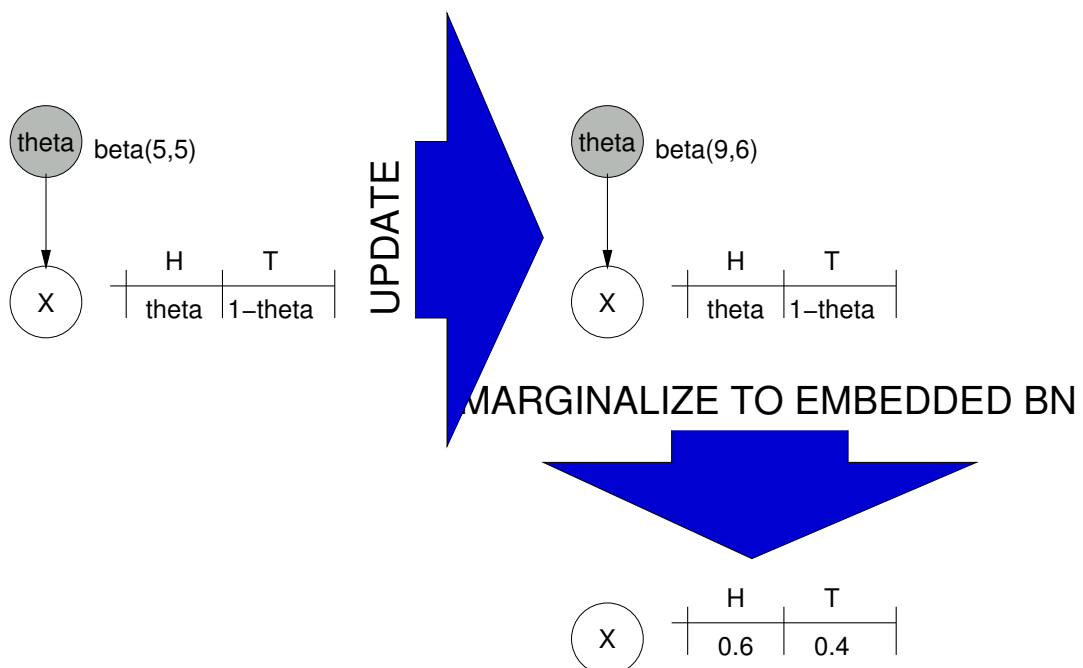 theta
beta(5,5)
X
H T
theta 1−theta
UPDATE
theta
beta(9,6)
X
H T
theta 1−theta
MARGINALIZE TO EMBEDDED BN
X
H T
0.6 0.4